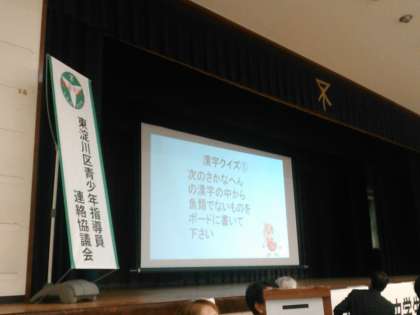 東淀川区青少年指導員
連絡協議会
漢字クイズ①
次のさかなへん
の漢字の中から
魚類でないものを
ボードに書いて
下さい
中学